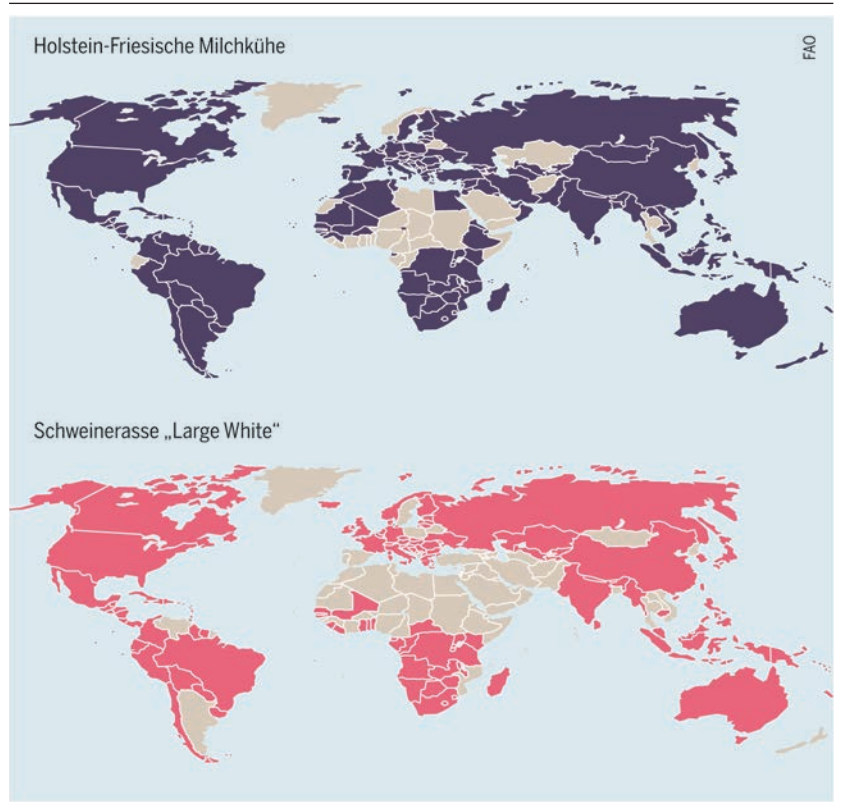 Holstein-Friesische Milchkühe
FAO
Schweinerasse „Large White“